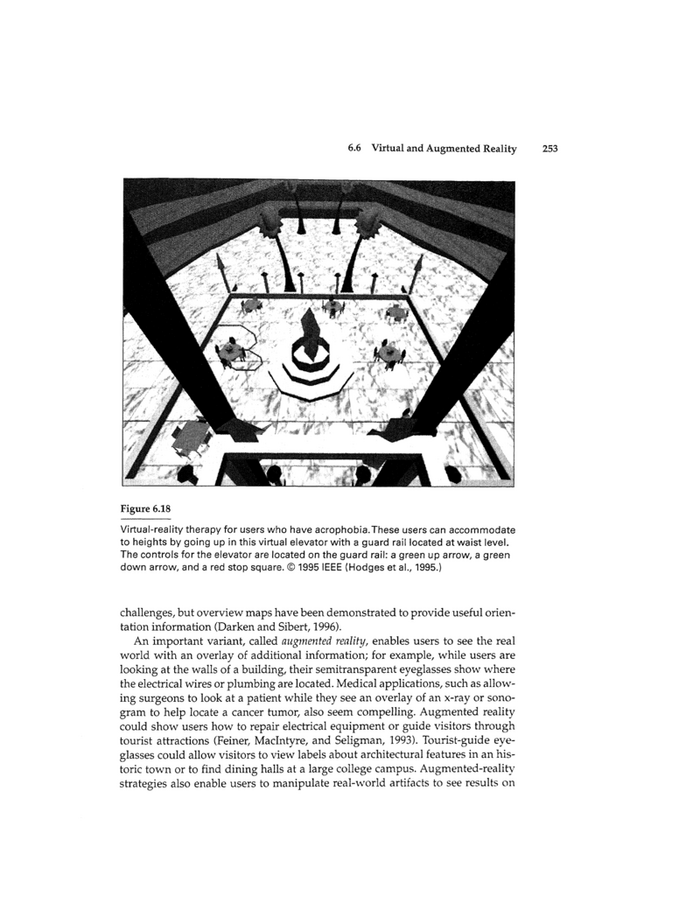 6.6 Virtual and Augmented Reality 253
Figure 6.18
Virtual-reality therapy for users who have acrophobia. These users can accommodate
to heights by going up in this virtual elevator with a guard rail located at waist level.
The controls for the elevator are located on the guard rail: a green up arrow, a green
down arrow, and a red stop square. © 1995 IEEE (Hodges et al., 1995.)
challenges, but overview maps have been demonstrated to provide useful orien-
tation information (Darken and Sibert, 1996).
An important variant, called augmented reality, enables users to see the real
world with an overlay of additional information; for example, while users are
looking at the walls of a building, their semitransparent eyeglasses show where
the electrical wires or plumbing are located. Medical applications, such as allow-
ing surgeons to look at a patient while they see an overlay of an x-ray or sono-
gram to help locate a cancer tumor, also seem compelling. Augmented reality
could show users how to repair electrical equipment or guide visitors through
tourist attractions (Feiner, MacIntyre, and Seligman, 1993). Tourist-guide eye-
glasses could allow visitors to view labels about architectural features in an his-
toric town or to find dining halls at a large college campus. Augmented-reality
strategies also enable users to manipulate real-world artifacts to see results on